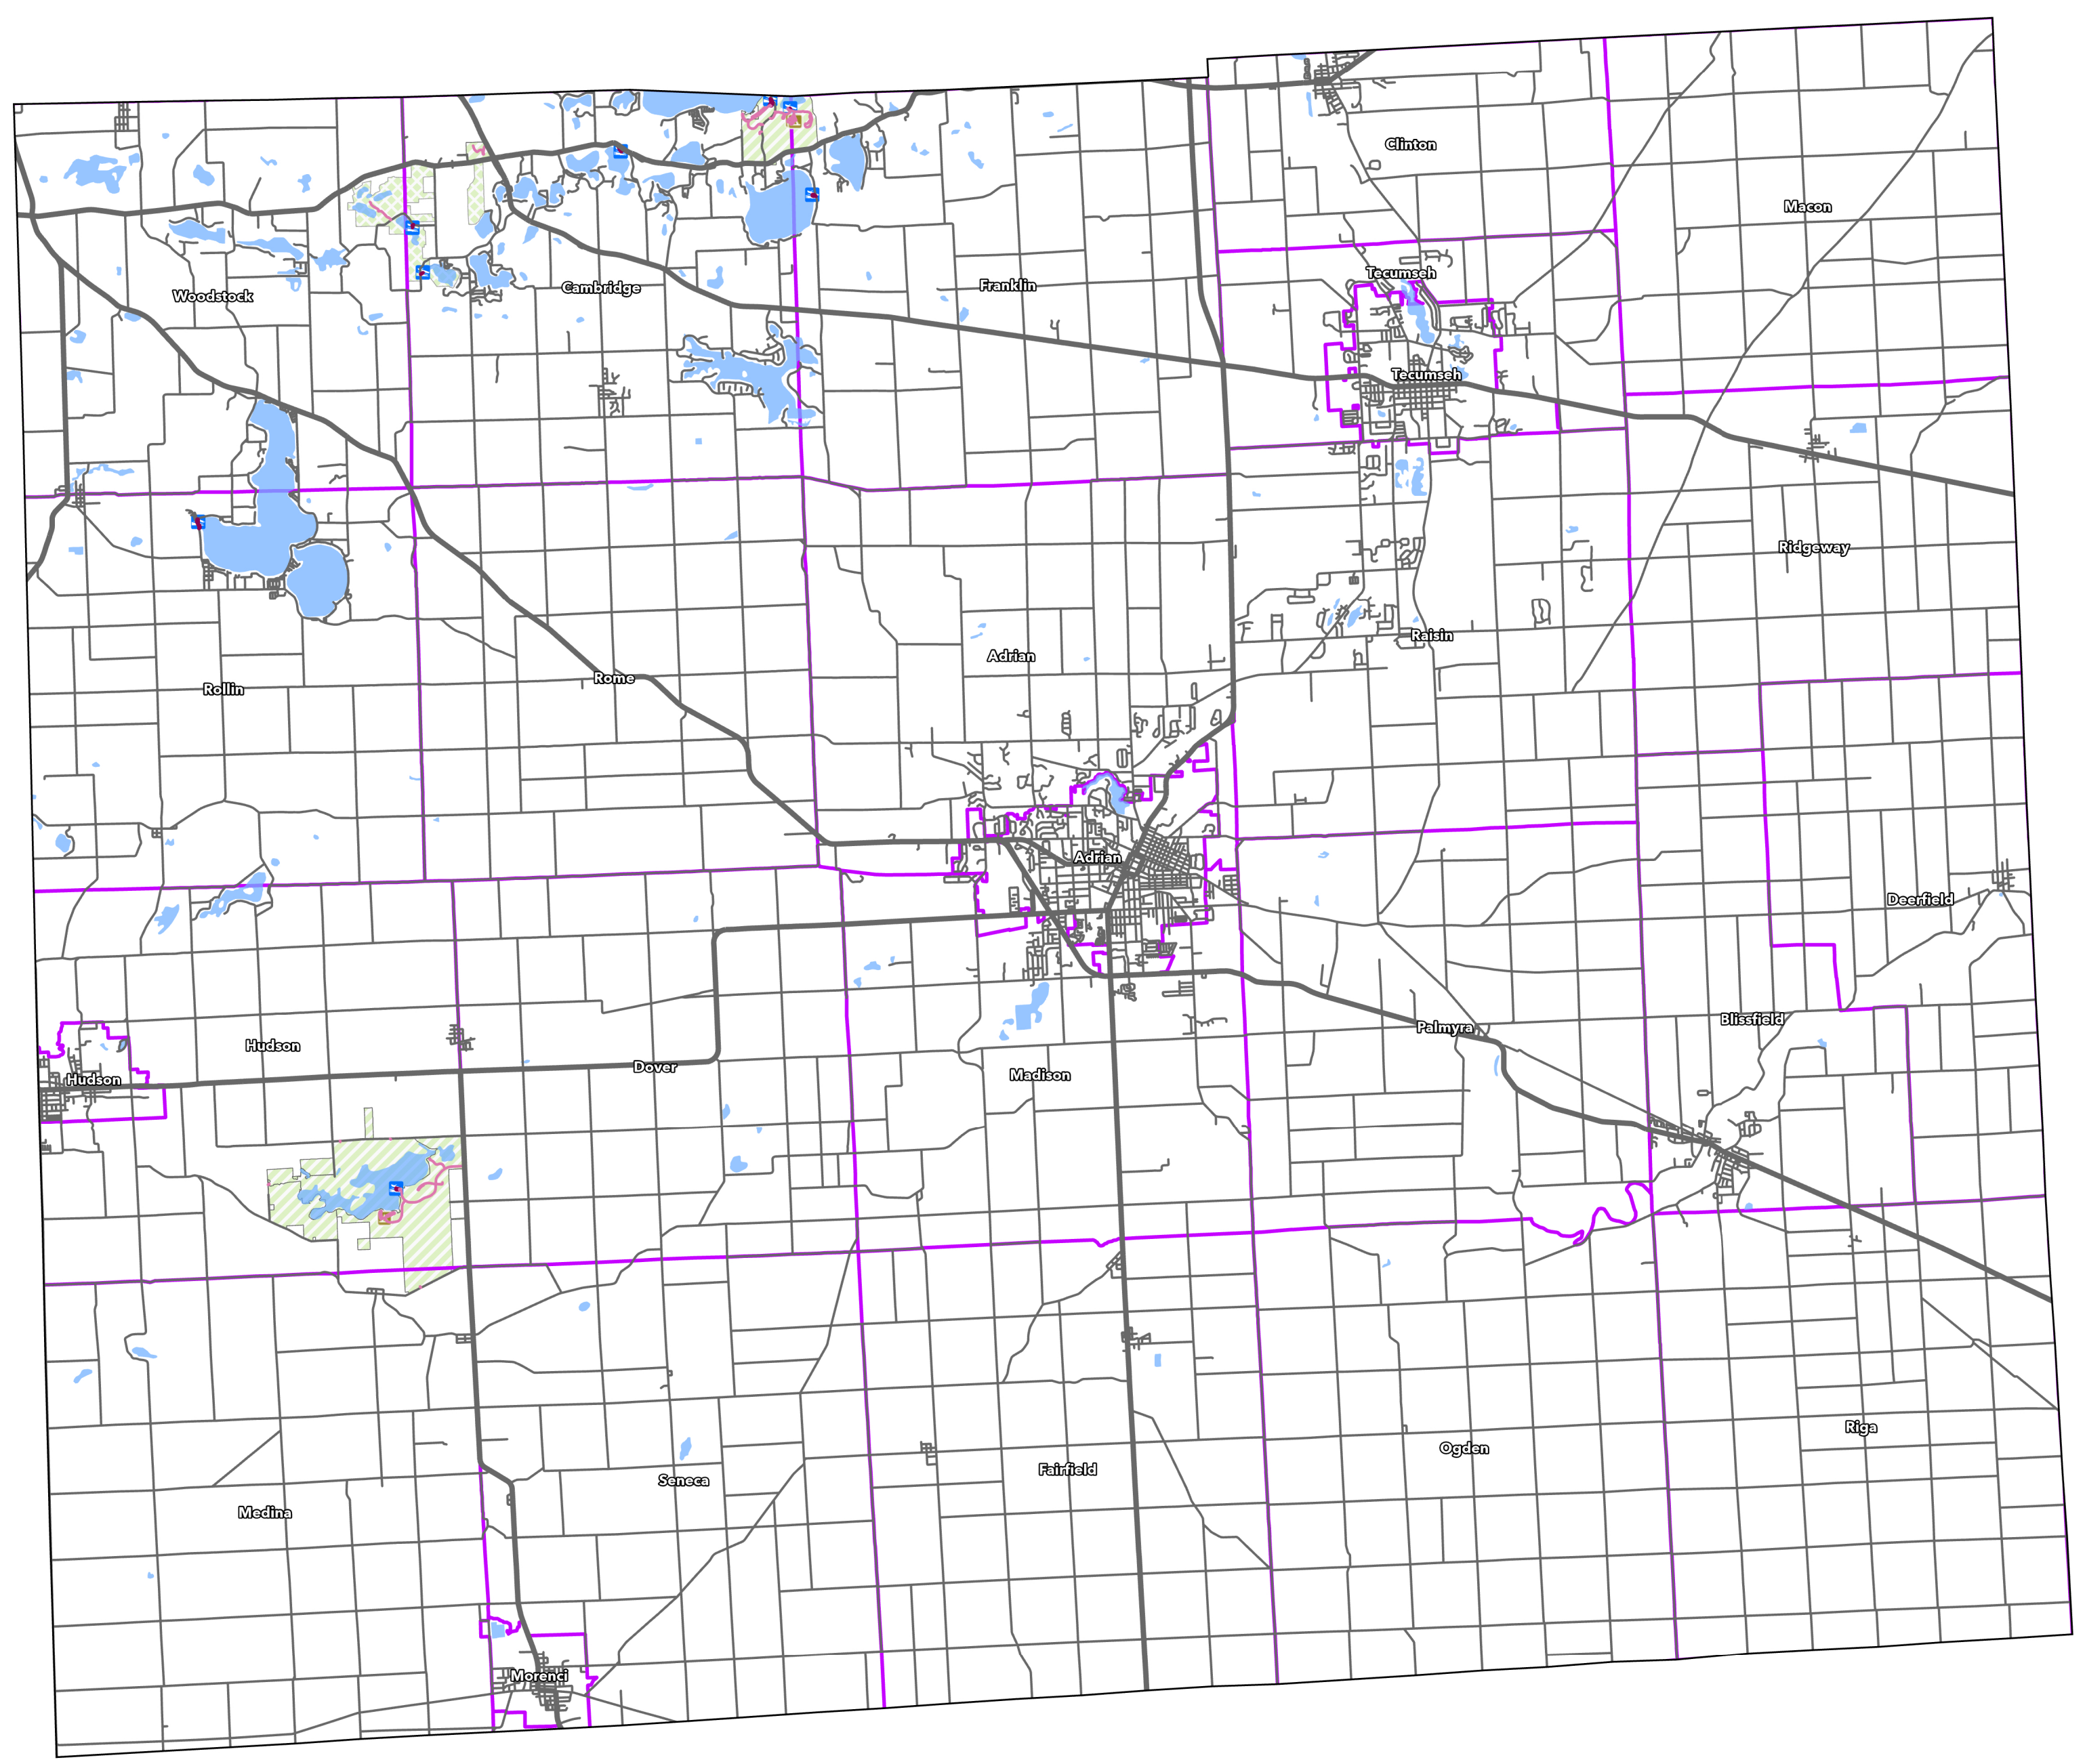 Clinton
Macon
Tecumseh
Woodstock
Cambridge
Franklin
Tecumseh
Ridgeway
Raisin
Adrian
Rome
Rollin
Adrian
Deerfield
Blissfield
Palmyra
Hudson
Dover
Madison
Hudson
Riga
Ogden
Fairfield
Seneca
Medina
Morenci